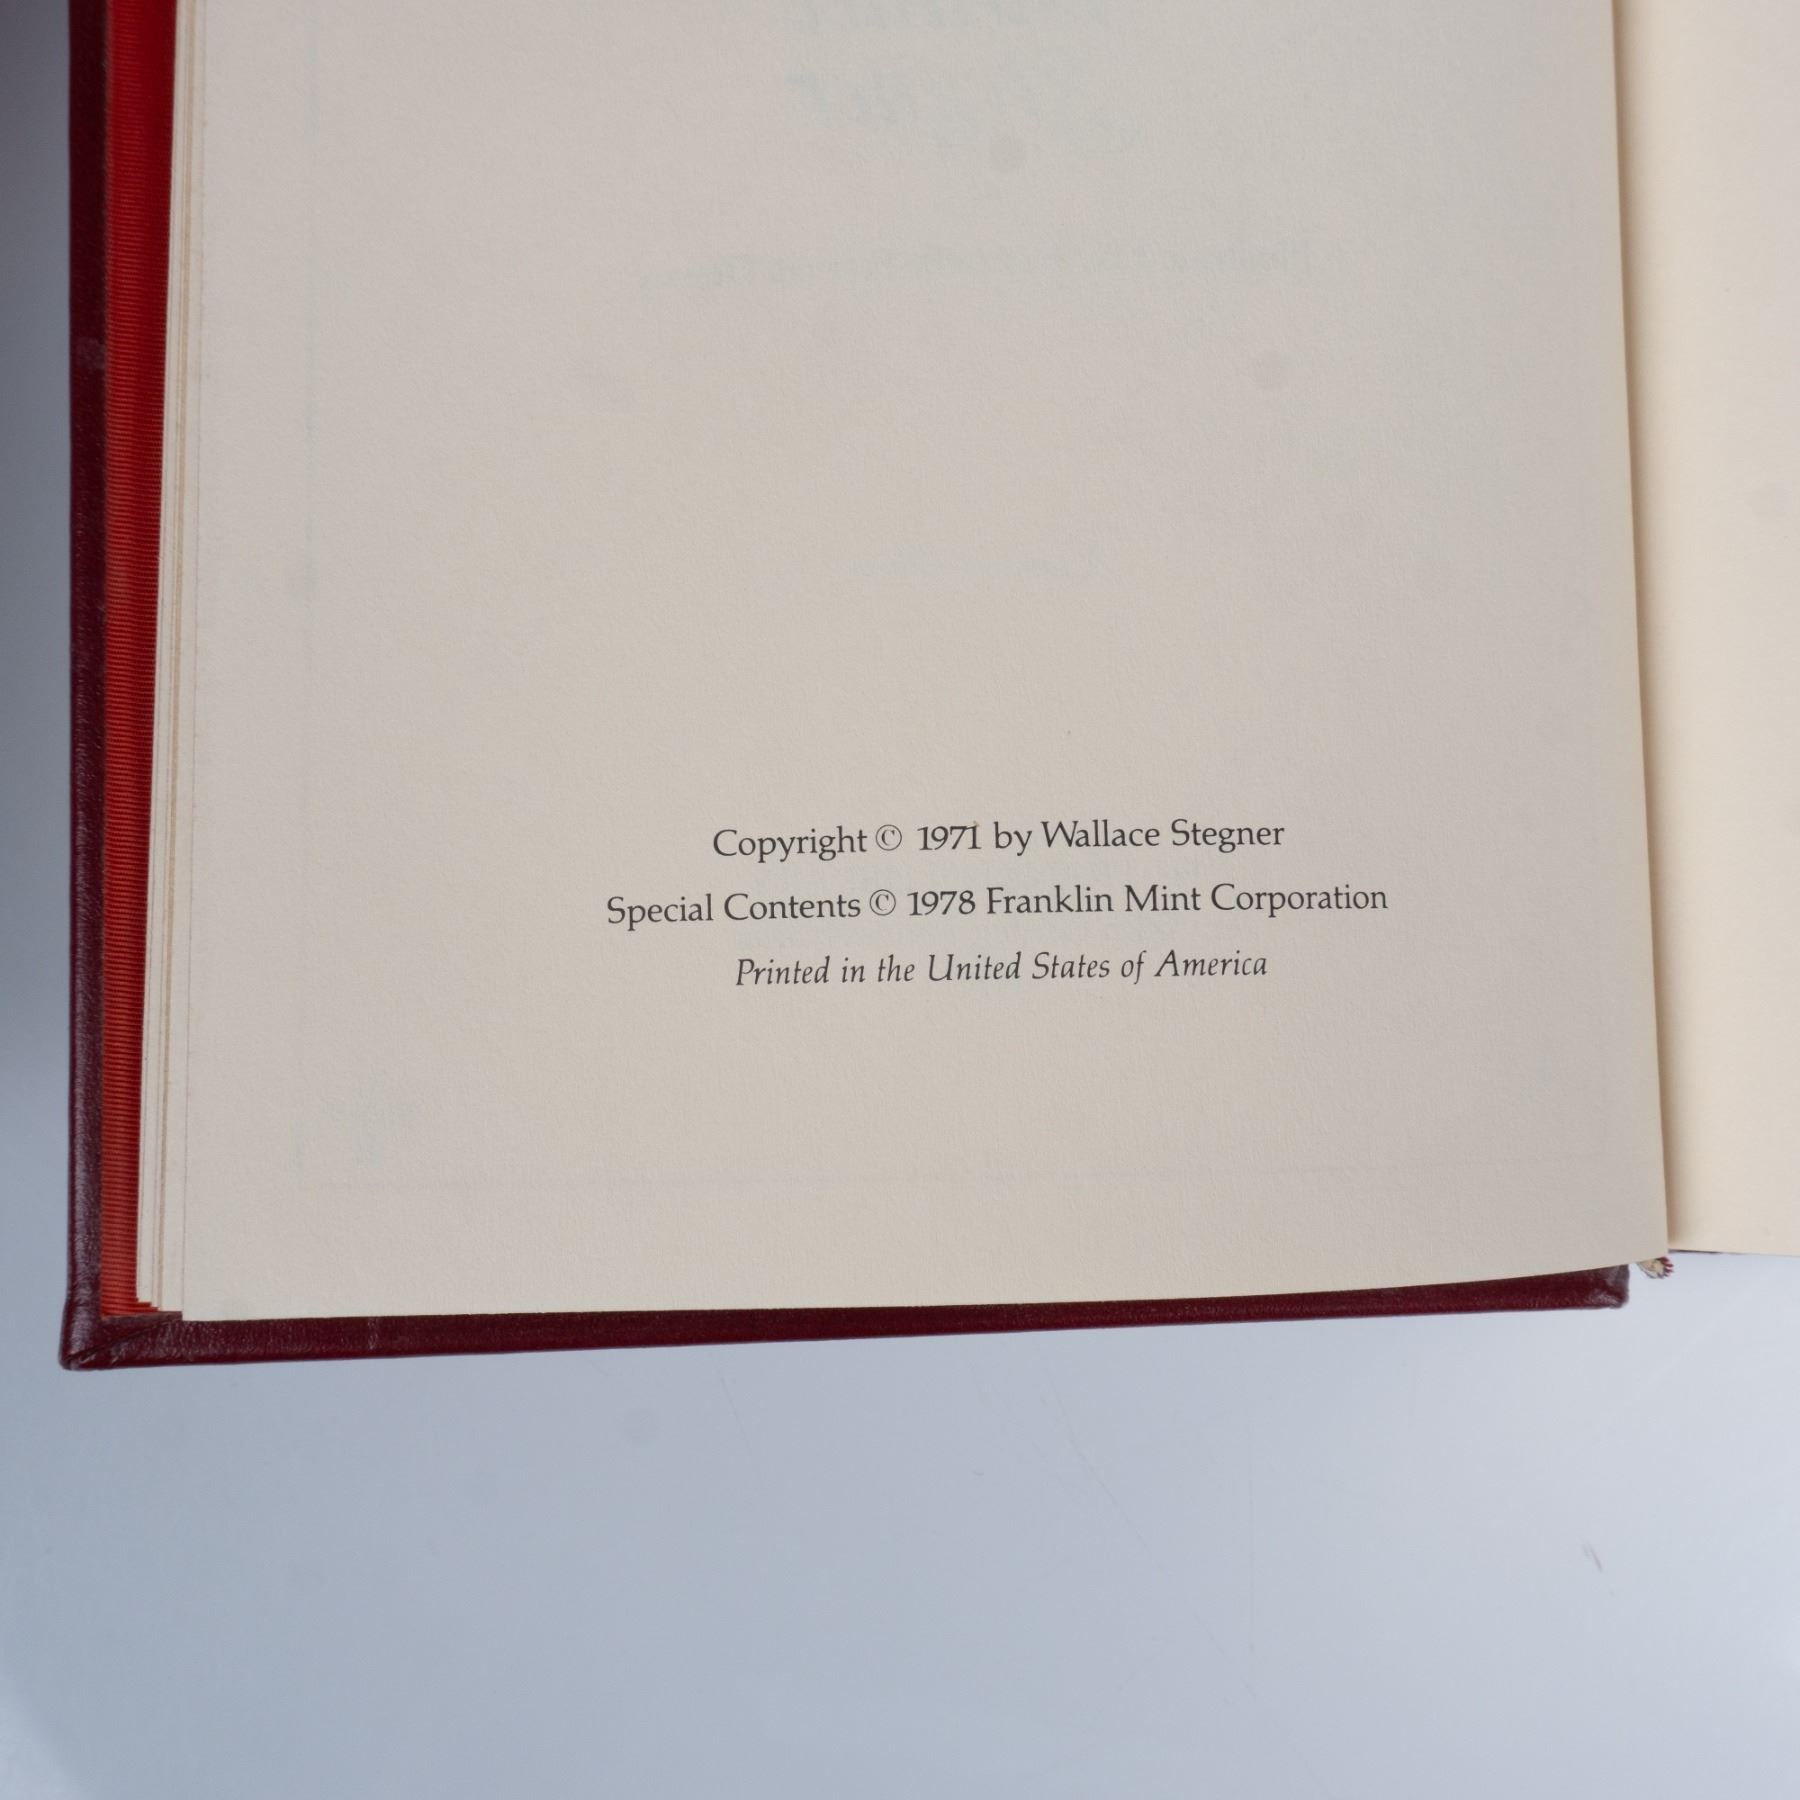 Copyright © 1971 by Wallace Stegner
Special Contents © 1978 Franklin Mint Corporation
Printed in the United States of America